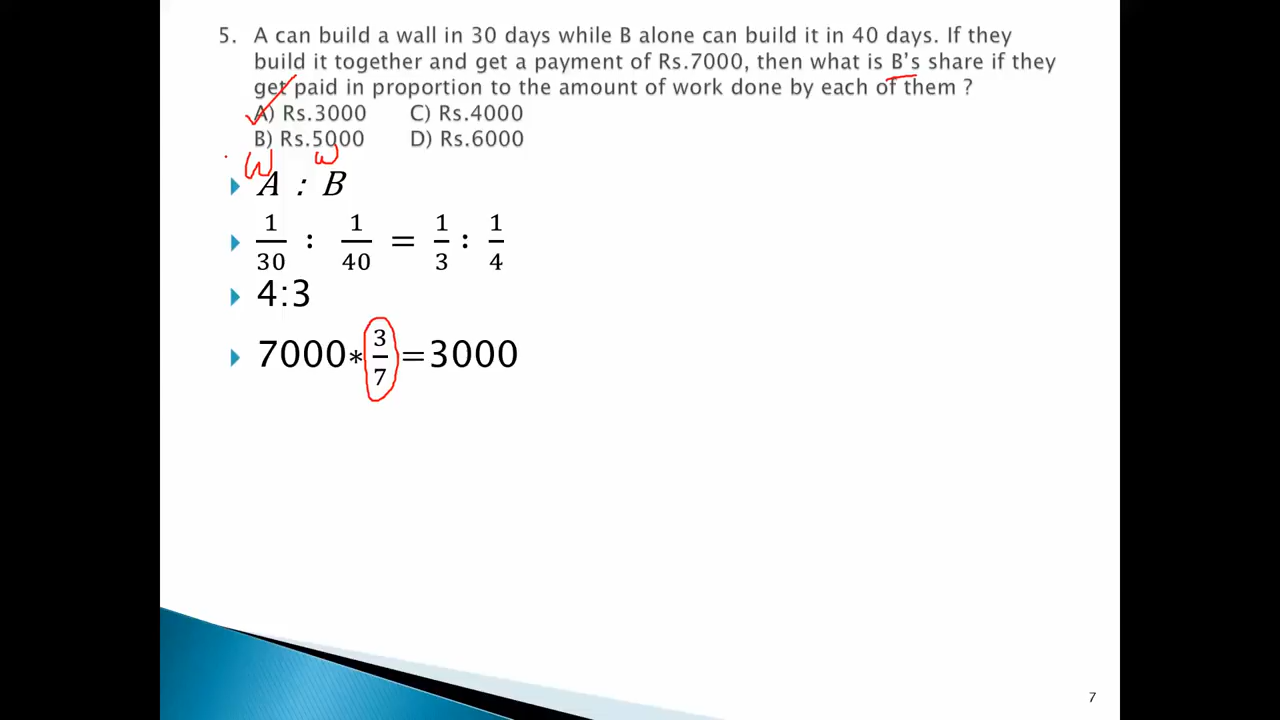 5. A can build a wall in 30 days while B alone can build it in 40 days. If they
build it together and get a payment of Rs.7000, then what is B's share if they
get paid in proportion to the amount of work done by each of them ?
A) Rs.3000 C) Rs.4000
B) Rs.5000 D) Rs.6000
W w
A : B
1/30 : 1/40 = 1/3 : 1/4
4:3
7000*3/7=3000
7